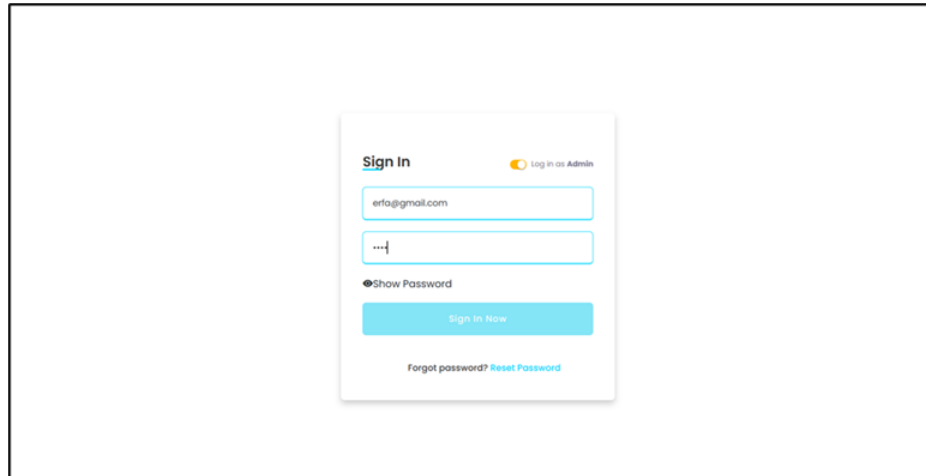 Sign In
Log in as Admin
erfa@gmail.com
••••
Show Password
Sign In Now
Forgot password? Reset Password